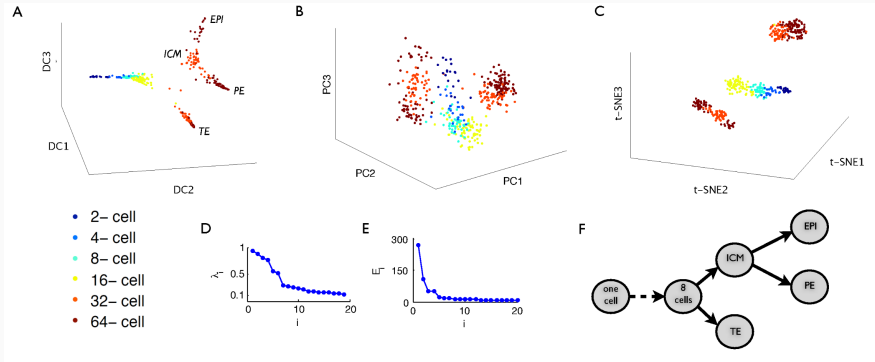 A
EPI
ICM
PE
TE
DC3
DC1
DC2
B
PC3
PC2
PC1
C
t-SNE3
t-SNE2
t-SNE1
2- cell
4- cell
8- cell
16- cell
32- cell
64- cell
D
1
0.5
0.1
λi
0 10 20
i
E
300
150
0
Ei
0 10 20
i
F
one
cell
8
cells
ICM
TE
EPI
PE